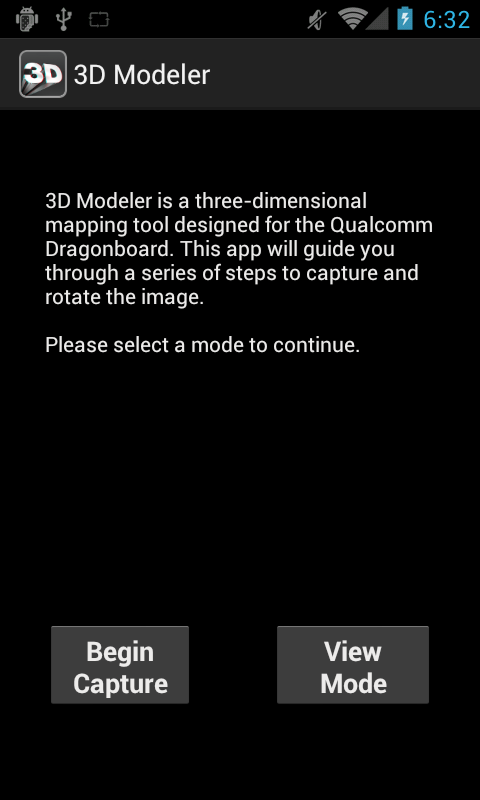 6:32
3D
3D Modeler
3D Modeler is a three-dimensional
mapping tool designed for the Qualcomm
Dragonboard. This app will guide you
through a series of steps to capture and
rotate the image.
Please select a mode to continue.
Begin
Capture
View
Mode